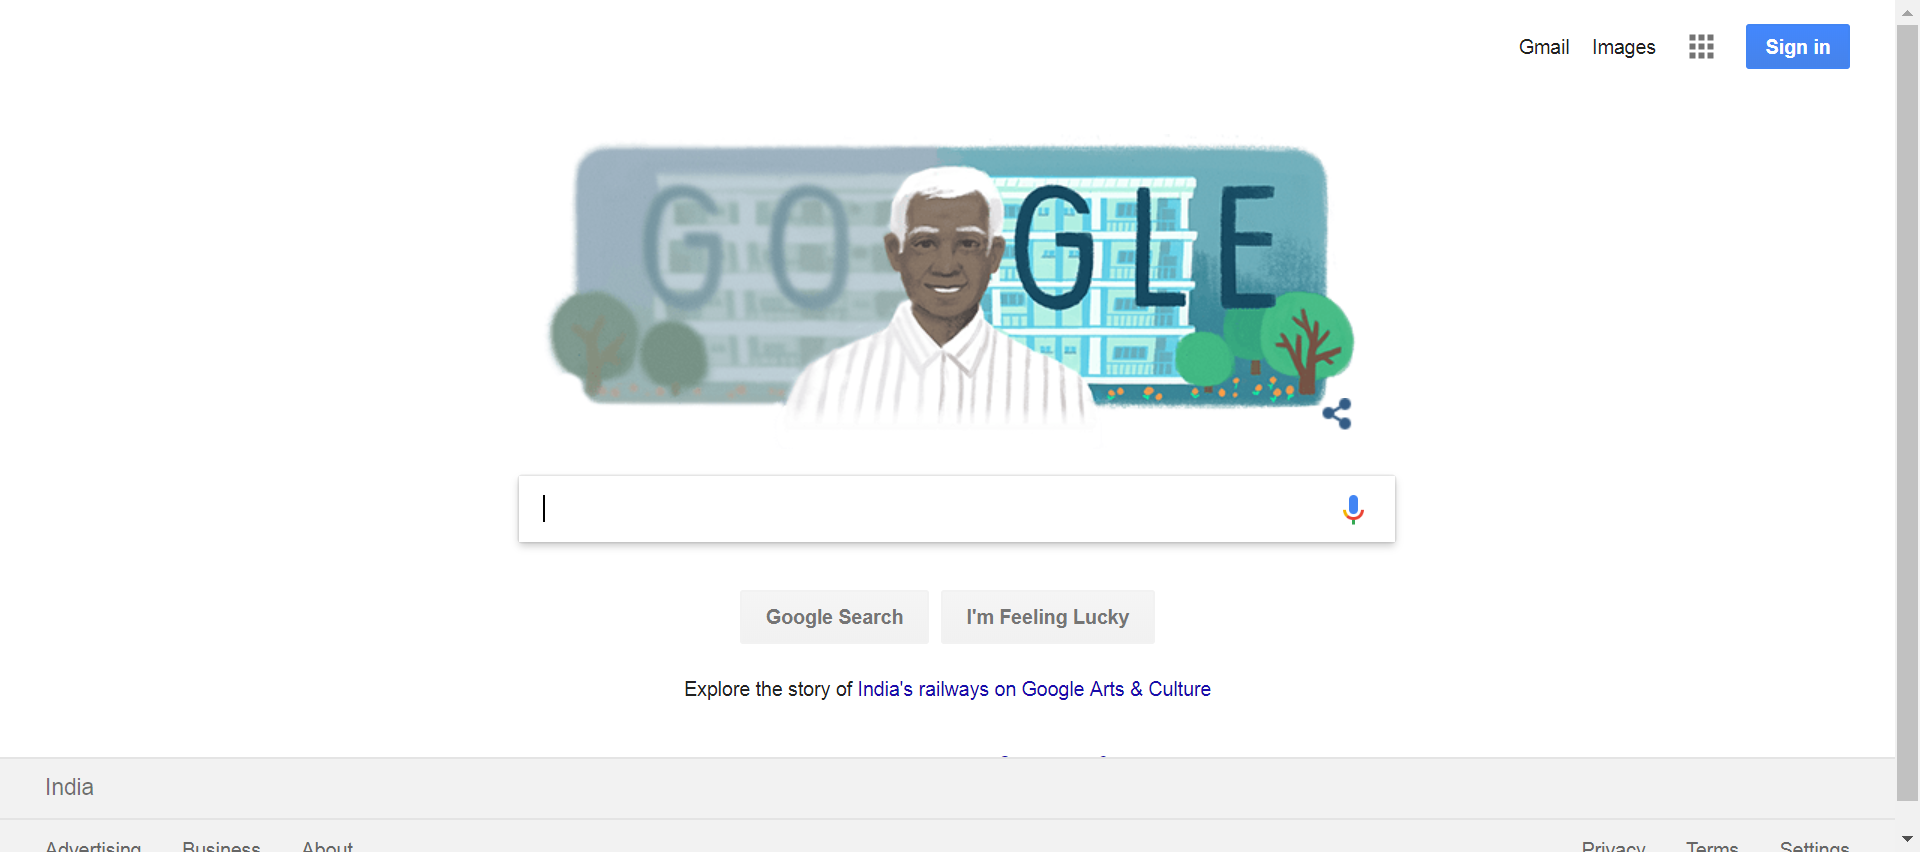 Gmail Images Sign in
GOGLE
Google Search I'm Feeling Lucky
Explore the story of India's railways on Google Arts & Culture
India
Advertising Business About Privacy Terms Settings